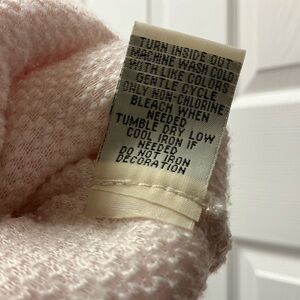 TURN INSIDE OUT
MACHINE WASH COLD
WITH LIKE COLORS
GENTLE CYCLE
ONLY NON-CHLORINE
BLEACH WHEN
NEEDED
TUMBLE DRY LOW
COOL IRON IF
NEEDED
DO NOT IRON
DECORATION